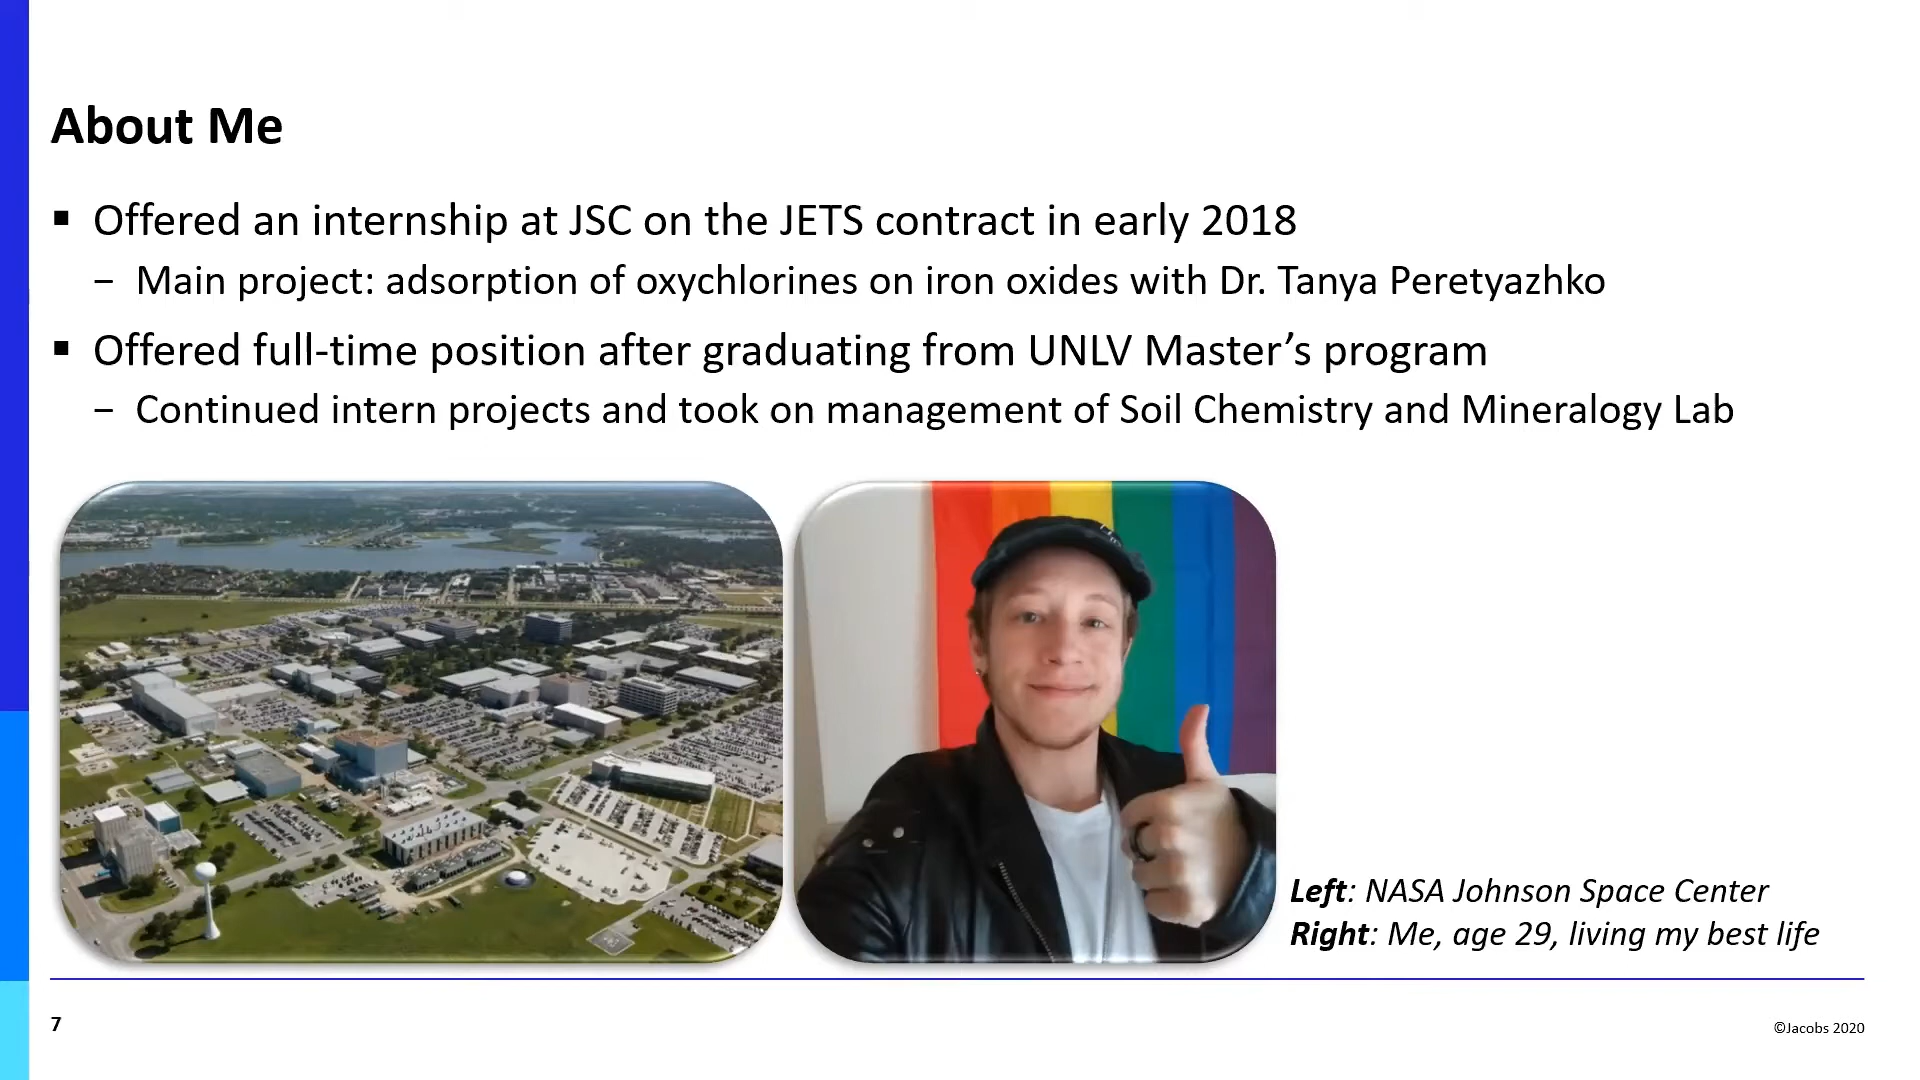 About Me
▪ Offered an internship at JSC on the JETS contract in early 2018
– Main project: adsorption of oxychlorines on iron oxides with Dr. Tanya Peretyazhko
▪ Offered full-time position after graduating from UNLV Master’s program
– Continued intern projects and took on management of Soil Chemistry and Mineralogy Lab
Left: NASA Johnson Space Center
Right: Me, age 29, living my best life
7
©Jacobs 2020